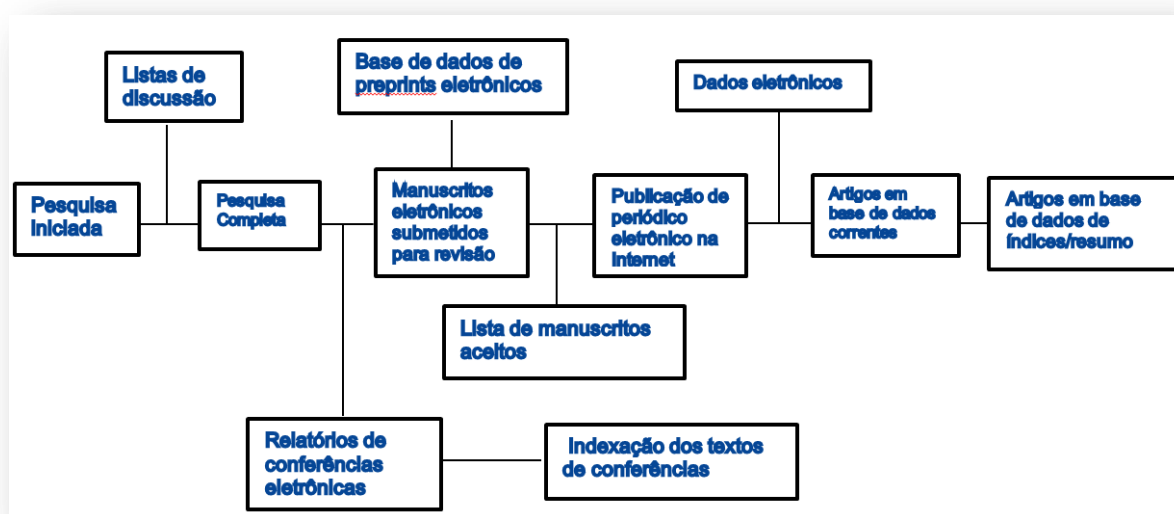 Listas de
discussão
Base de dados de
preprints eletrônicos
Dados eletrônicos
Pesquisa
Iniciada
Pesquisa
Completa
Manuscritos
eletrônicos
submetidos
para revisão
Publicação de
periódico
eletrônico na
Internet
Artigos em
base de dados
correntes
Artigos em base
de dados de
índices/resumo
Lista de manuscritos
aceitos
Relatórios de
conferências
eletrônicas
Indexação dos textos
de conferências